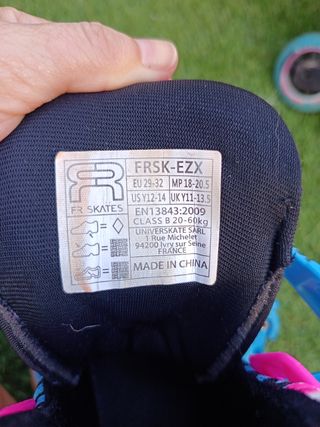 FRSK-EZX
EU 29-32 MP 18-20.5
US Y12-14 UK Y11-13.5
FR SKATES
EN13843:2009
CLASS B 20-60kg
UNIVERSKATE SARL
1 Rue Michelet
94200 Ivry sur Seine
FRANCE
MADE IN CHINA